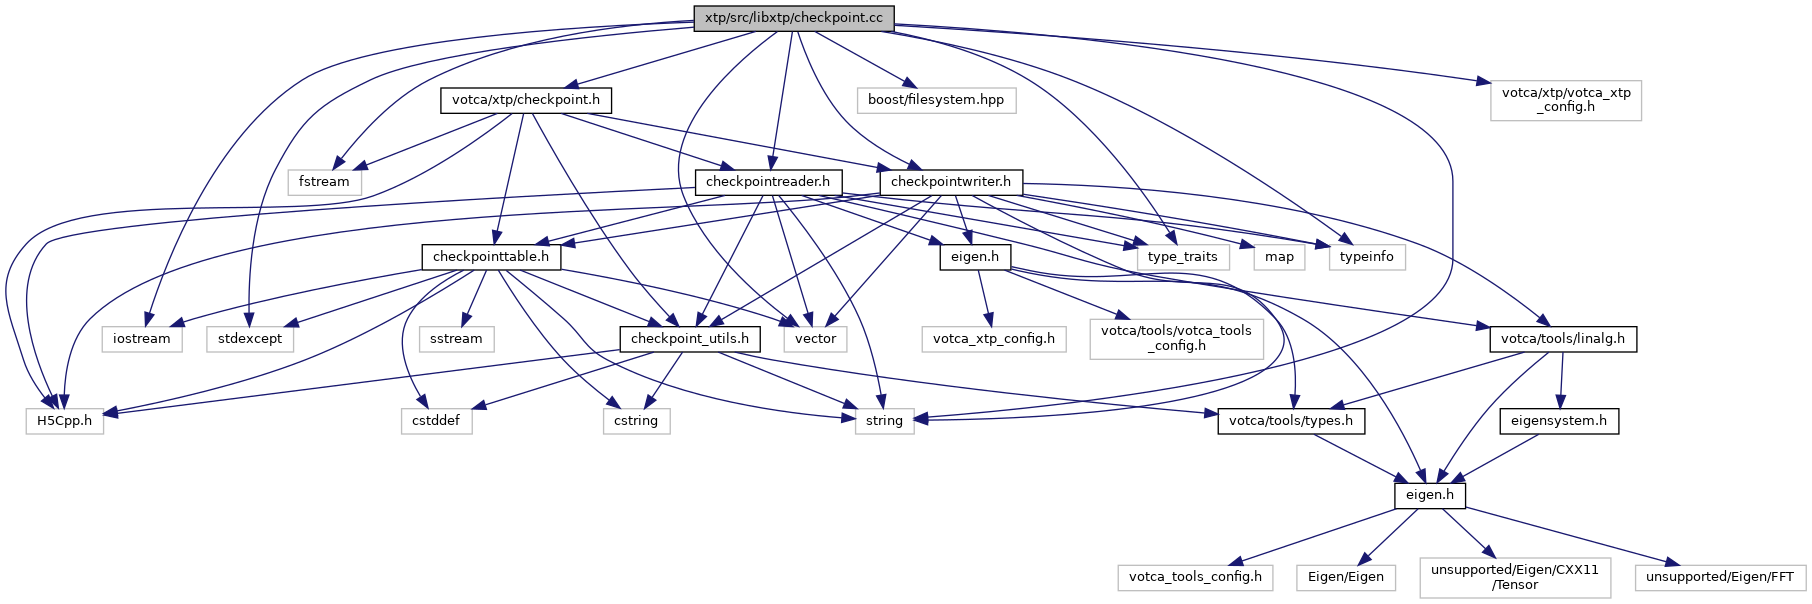 xtp/src/libxtp/checkpoint.cc
votca/xtp/checkpoint.h
boost/filesystem.hpp
votca/xtp/votca_xtp
_config.h
fstream
checkpointreader.h
checkpointwriter.h
checkpointtable.h
eigen.h
type_traits
map
typeinfo
iostream
stdexcept
sstream
checkpoint_utils.h
vector
votca_xtp_config.h
votca/tools/votca_tools
_config.h
votca/tools/linalg.h
H5Cpp.h
cstddef
cstring
string
votca/tools/types.h
eigensystem.h
eigen.h
votca_tools_config.h
Eigen/Eigen
unsupported/Eigen/CXX11
/Tensor
unsupported/Eigen/FFT